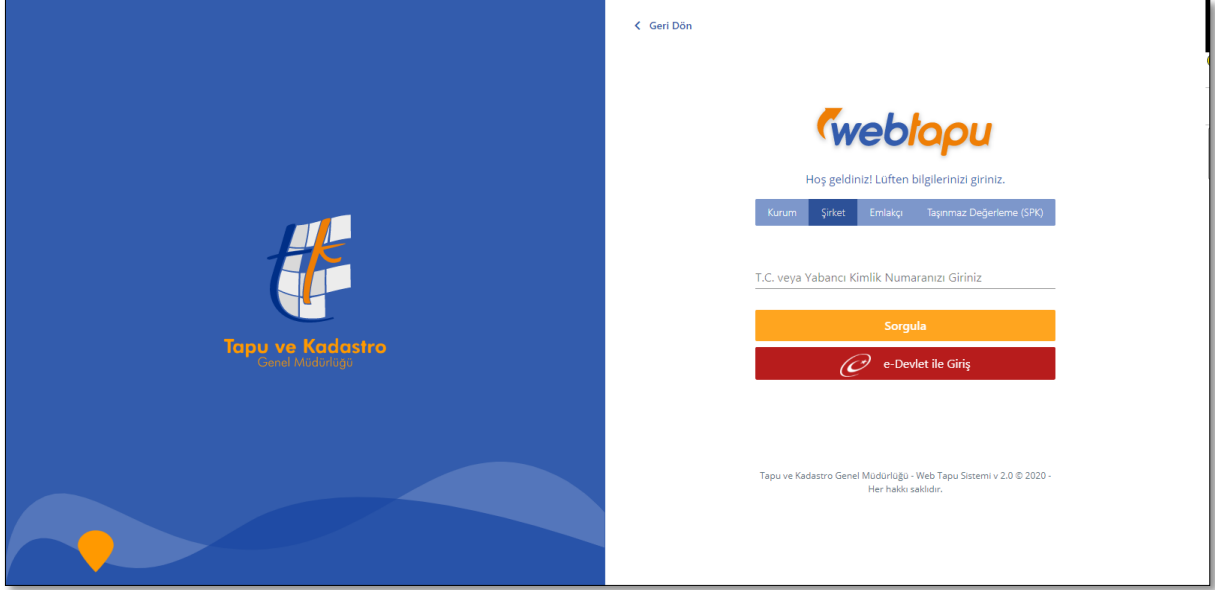 Geri Dön
webtapu
Hoş geldiniz! Lüften bilgilerinizi giriniz.
Kurum Şirket Emlakçı Taşınmaz Değerleme (SPK)
T.C. veya Yabancı Kimlik Numaranızı Giriniz
Sorgula
e-Devlet ile Giriş
Tapu ve Kadastro Genel Müdürlüğü - Web Tapu Sistemi v 2.0 © 2020 -
Her hakkı saklıdır.
tk
Tapu ve Kadastro
Genel Müdürlüğü